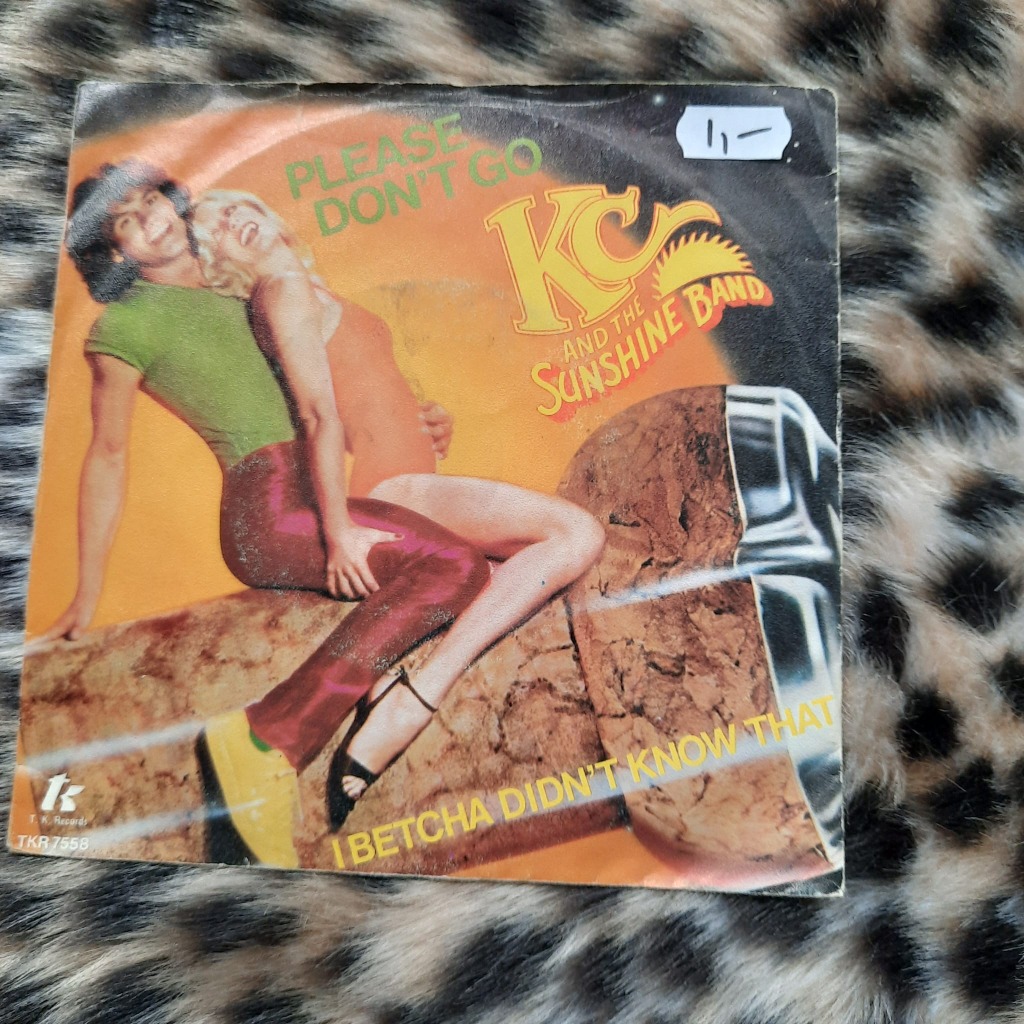 1,-
PLEASE
DON'T GO
KC
AND THE
SUNSHINE BAND
I BETCHA DIDN'T KNOW THAT
tk
T. K. Records
TKR 7558